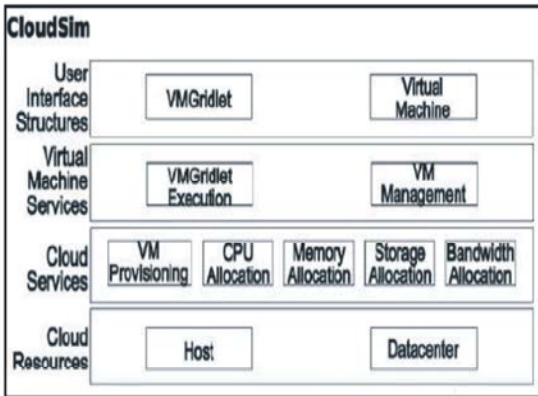 CloudSim
User
Interface
Structures
VMGridlet
Virtual
Machine
Virtual
Machine
Services
VMGridlet
Execution
VM
Management
Cloud
Services
VM
Provisioning
CPU
Allocation
Memory
Allocation
Storage
Allocation
Bandwidth
Allocation
Cloud
Resources
Host
Datacenter